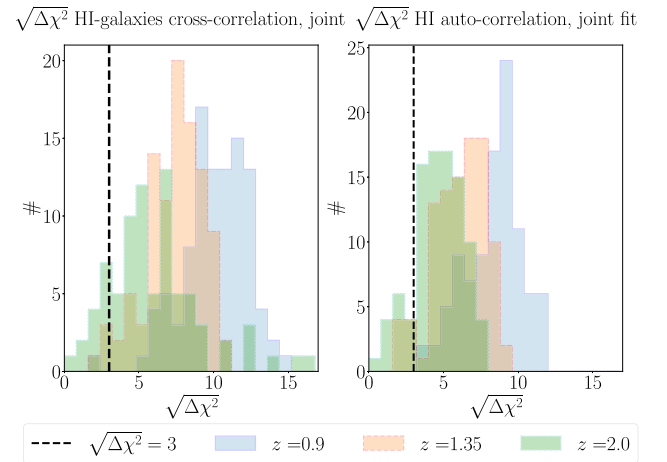 √Δχ² HI-galaxies cross-correlation, joint
√Δχ² HI auto-correlation, joint fit
#
20
15
10
5
0
0 5 10 15
√Δχ²
#
25
20
15
10
5
0
0 5 10 15
√Δχ²
√Δχ² = 3
z =0.9
z =1.35
z =2.0